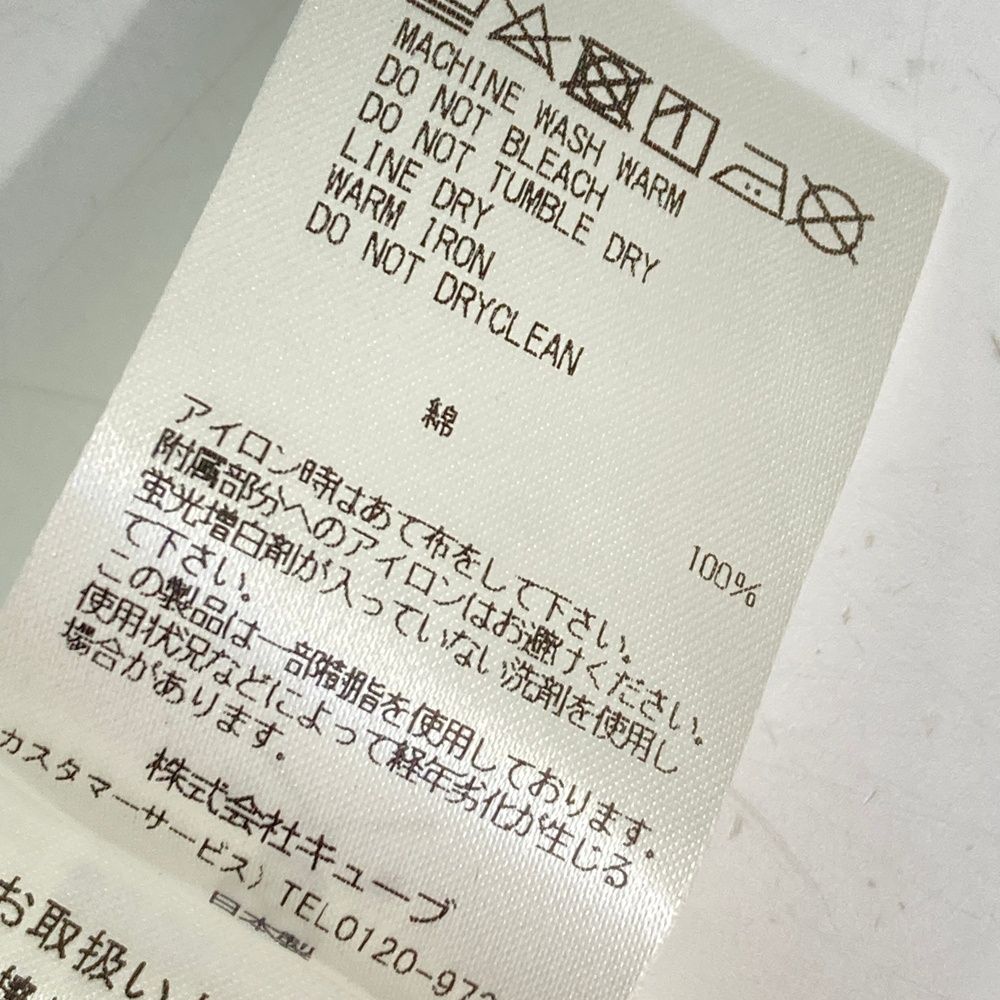 MACHINE WASH WARM
DO NOT BLEACH
DO NOT TUMBLE DRY
LINE DRY
WARM IRON
DO NOT DRYCLEAN
綿 100%
アイロン時はあて布をして下さい。
附属部分へのアイロンはお避けください。
蛍光増白剤が入っていない洗剤を使用し
て下さい。
この製品は一部樹脂を使用しております。
使用状況などによって経年劣化が生じる
場合があります。
株式会社キューブ
カスタマーサービス) TEL0120-972
日本製
お取扱い